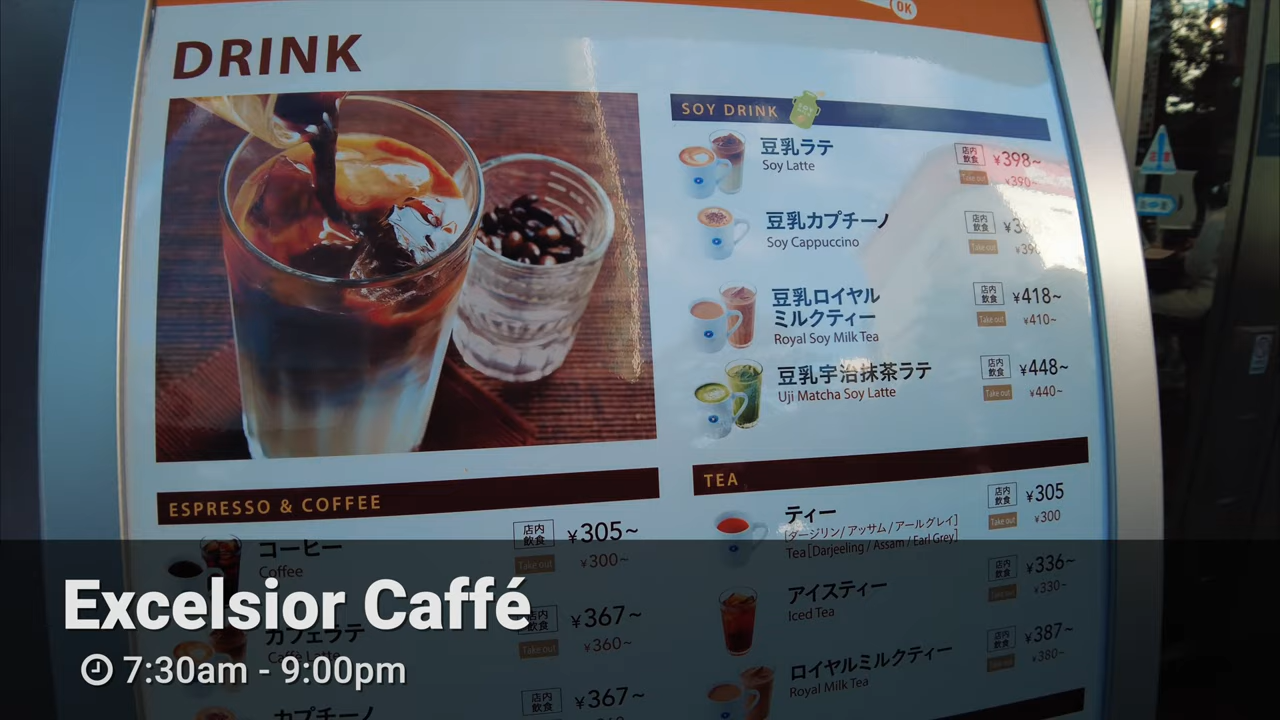 OK
DRINK
SOY DRINK
豆乳ラテ
Soy Latte
店内飲食 ¥398~
Take out ¥390~
豆乳カプチーノ
Soy Cappuccino
店内飲食
Take out
豆乳ロイヤル
ミルクティー
Royal Soy Milk Tea
店内飲食 ¥418~
Take out ¥410~
豆乳宇治抹茶ラテ
Uji Matcha Soy Latte
店内飲食 ¥448~
Take out ¥440~
ESPRESSO & COFFEE
コーヒー
Coffee
店内飲食 ¥305~
Take out ¥300~
カフェラテ
Caffè Latte
店内飲食 ¥367~
Take out ¥360~
カプチーノ
店内飲食 ¥367~
TEA
ティー
[ダージリン/アッサム/アールグレイ]
Tea [Darjeeling / Assam / Earl Grey]
店内飲食 ¥305
Take out ¥300
アイスティー
Iced Tea
店内飲食 ¥336~
Take out ¥330~
ロイヤルミルクティー
Royal Milk Tea
店内飲食 ¥387~
Take out ¥380~
Excelsior Caffé
7:30am - 9:00pm